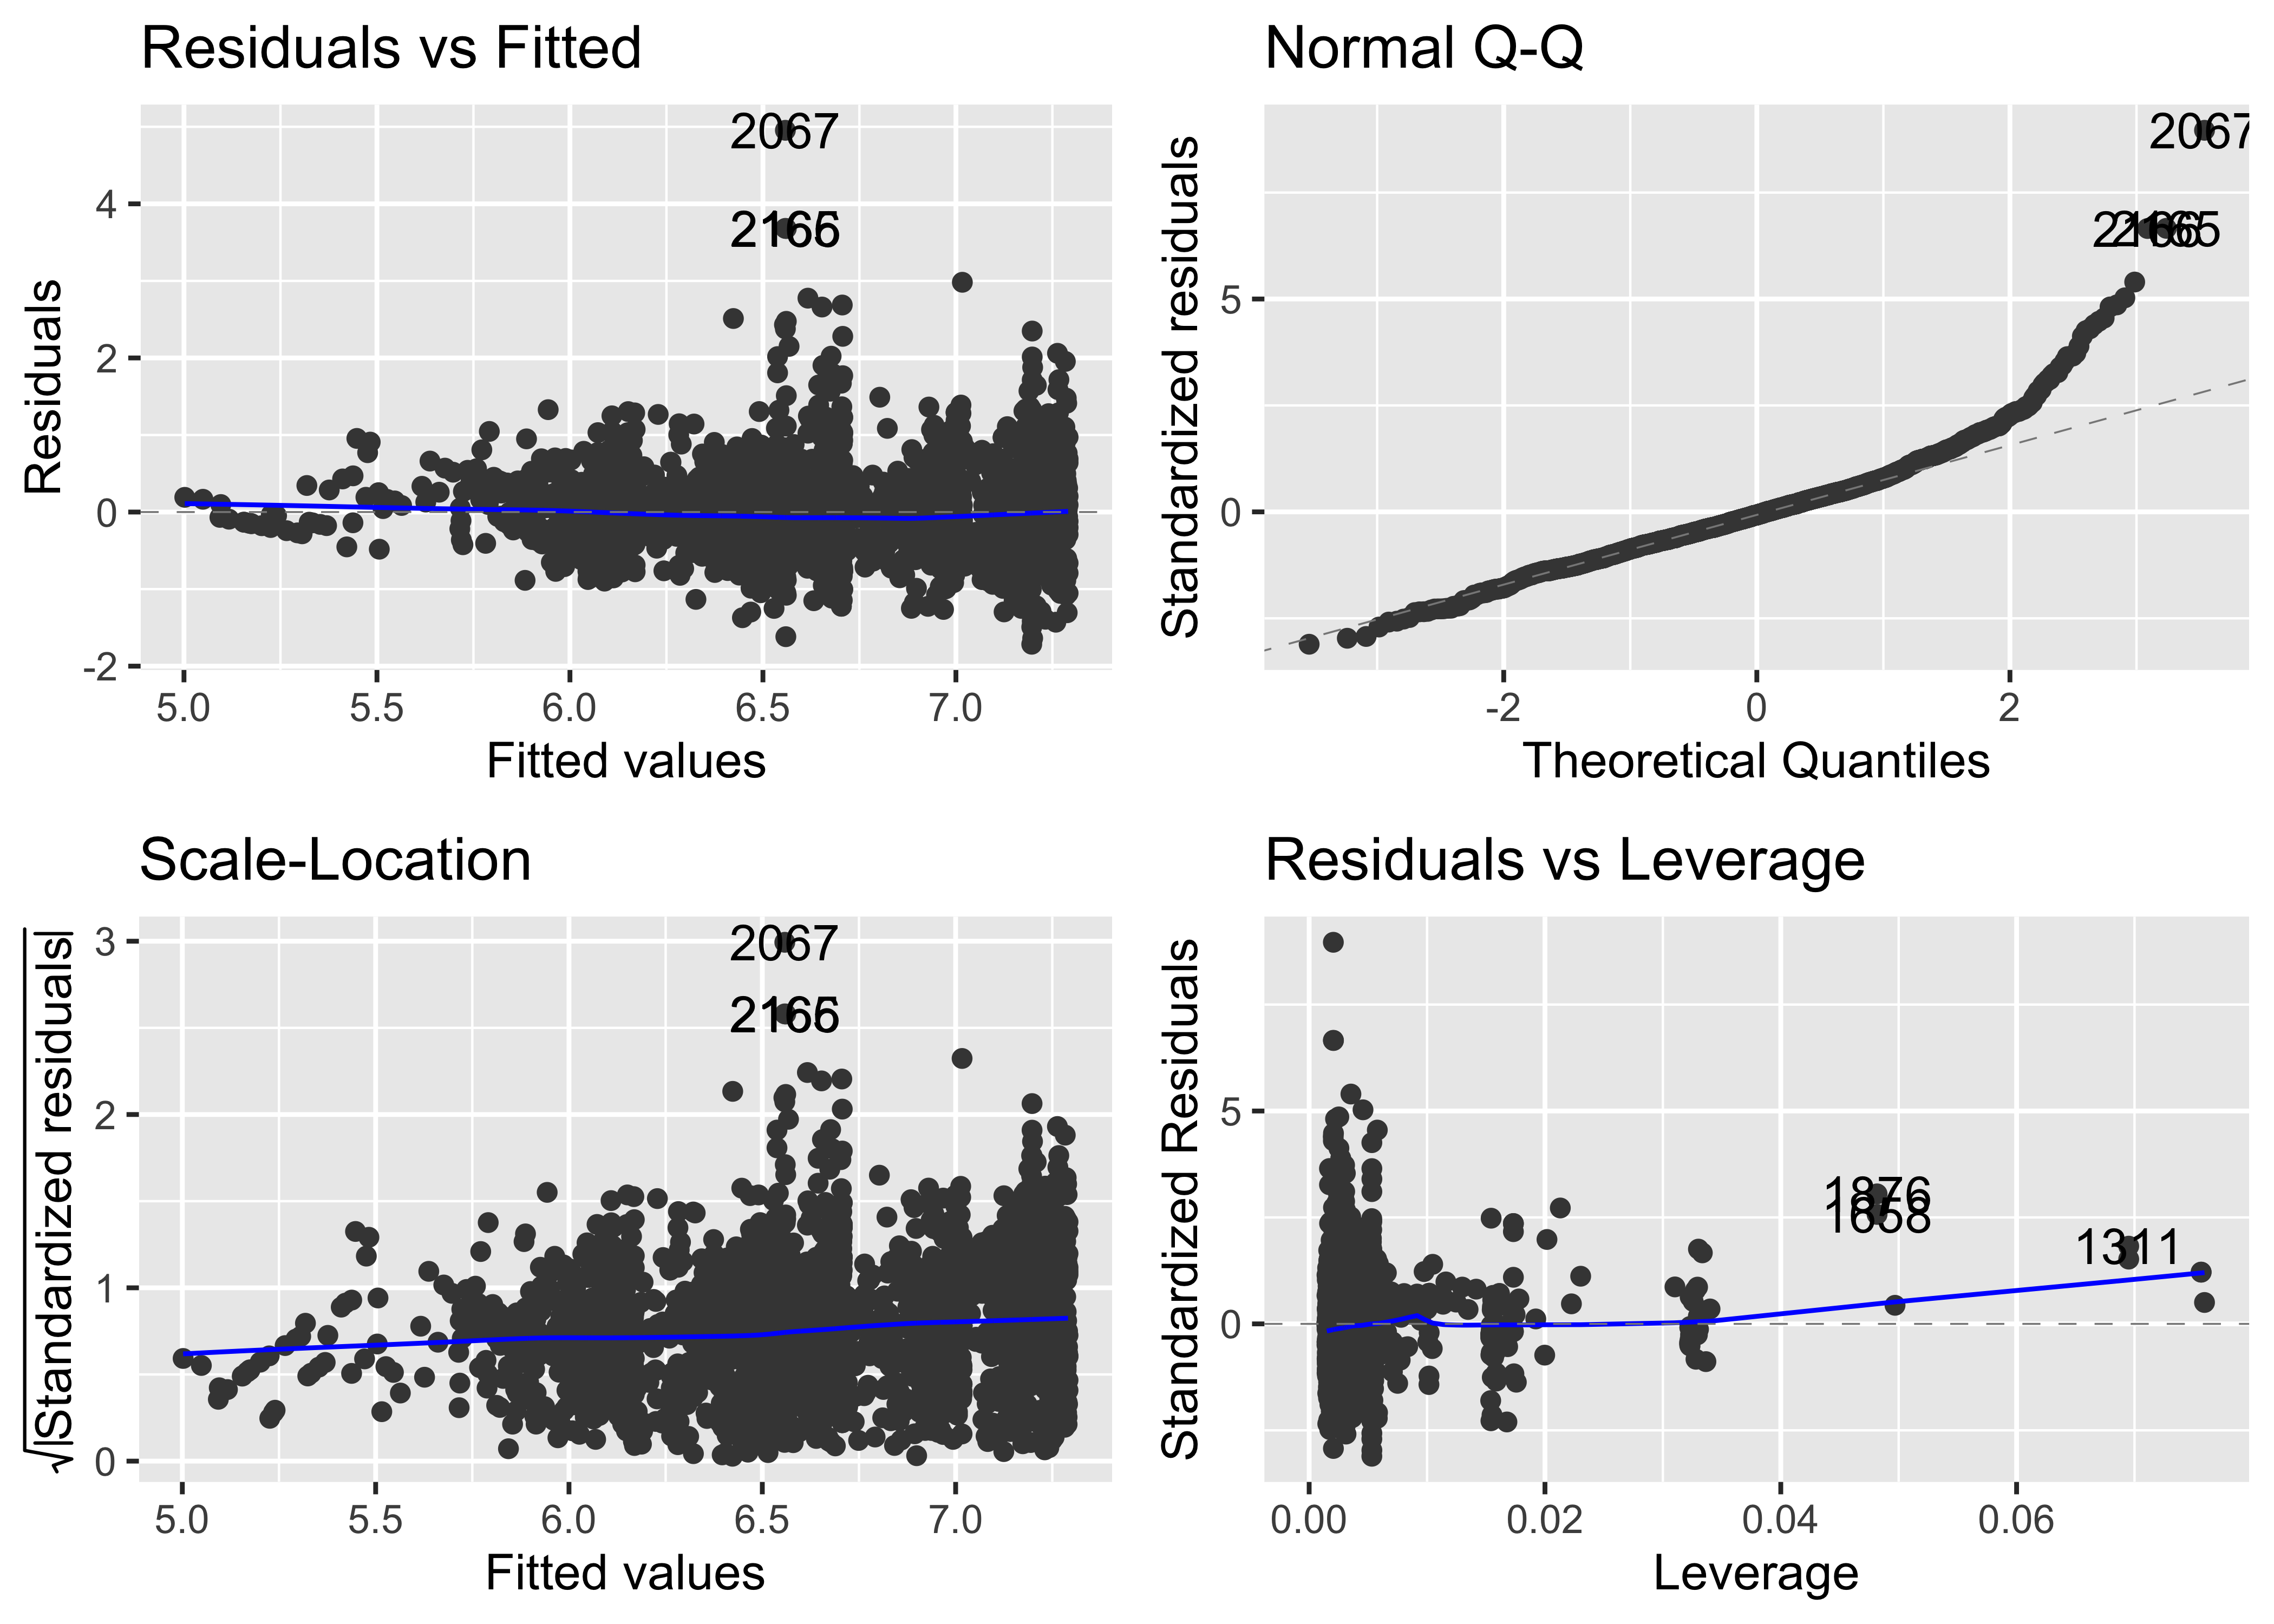 Residuals vs Fitted
2067
4
2
0
-2
Residuals
5.0 5.5 6.0 6.5 7.0
Fitted values
Normal Q-Q
2067
5
0
Standardized residuals
-2 0 2
Theoretical Quantiles
Scale-Location
2067
3
2
1
0
√|Standardized residuals|
5.0 5.5 6.0 6.5 7.0
Fitted values
Residuals vs Leverage
1876
1658
1311
5
0
Standardized Residuals
0.00 0.02 0.04 0.06
Leverage